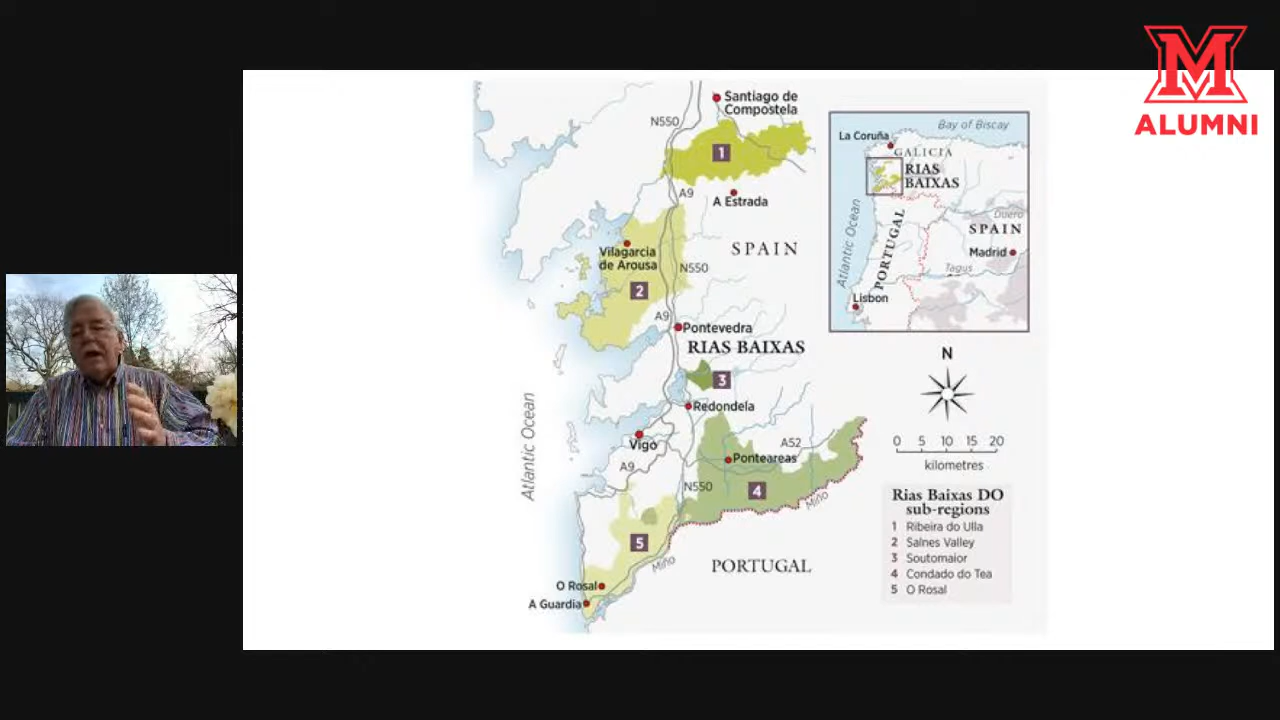 M
ALUMNI
Santiago de
Compostela
N550
1
A9
A Estrada
Vilagarcia
de Arousa
SPAIN
N550
2
A9
Pontevedra
RIAS BAIXAS
3
Redondela
Atlantic Ocean
Vigo
A52
Ponteareas
A9
N550
4
Miño
5
Miño
PORTUGAL
O Rosal
A Guardia
Bay of Biscay
La Coruña
GALICIA
RIAS
BAIXAS
Atlantic Ocean
PORTUGAL
Duero
SPAIN
Madrid
Tagus
Lisbon
N
0 5 10 15 20
kilometres
Rias Baixas DO
sub-regions
1 Ribeira do Ulla
2 Salnes Valley
3 Soutomaior
4 Condado do Tea
5 O Rosal